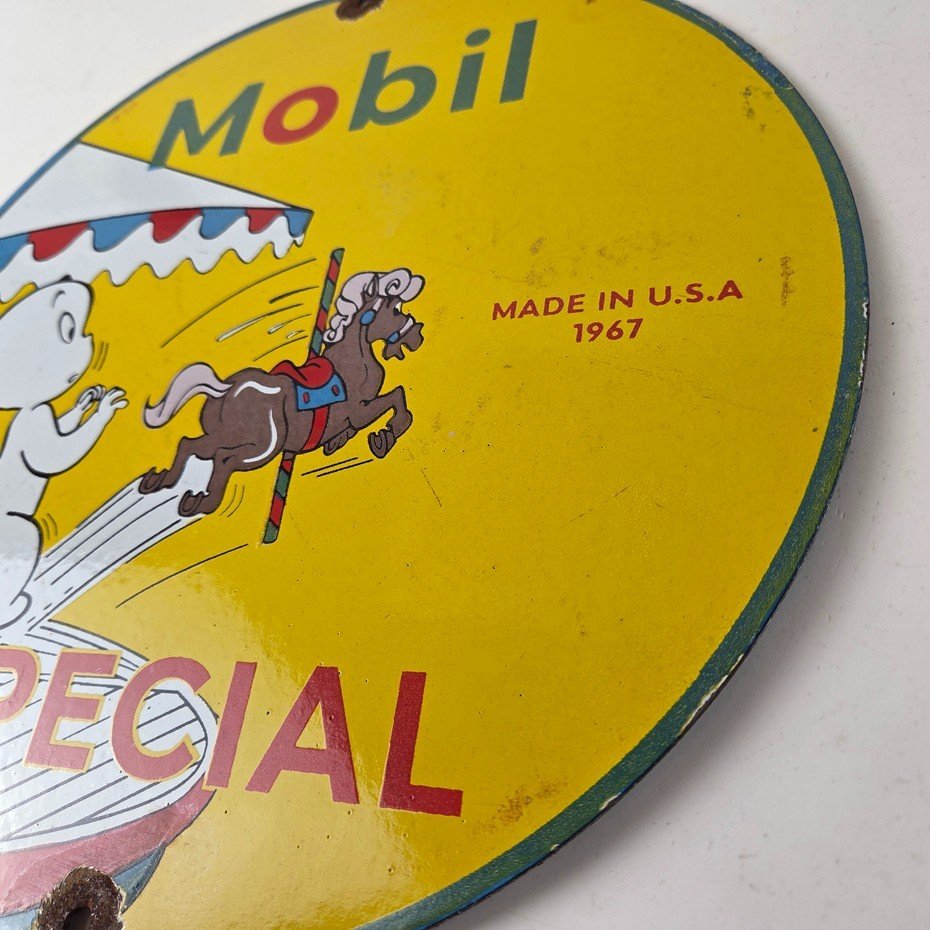 Mobil
MADE IN U.S.A
1967
PECIAL